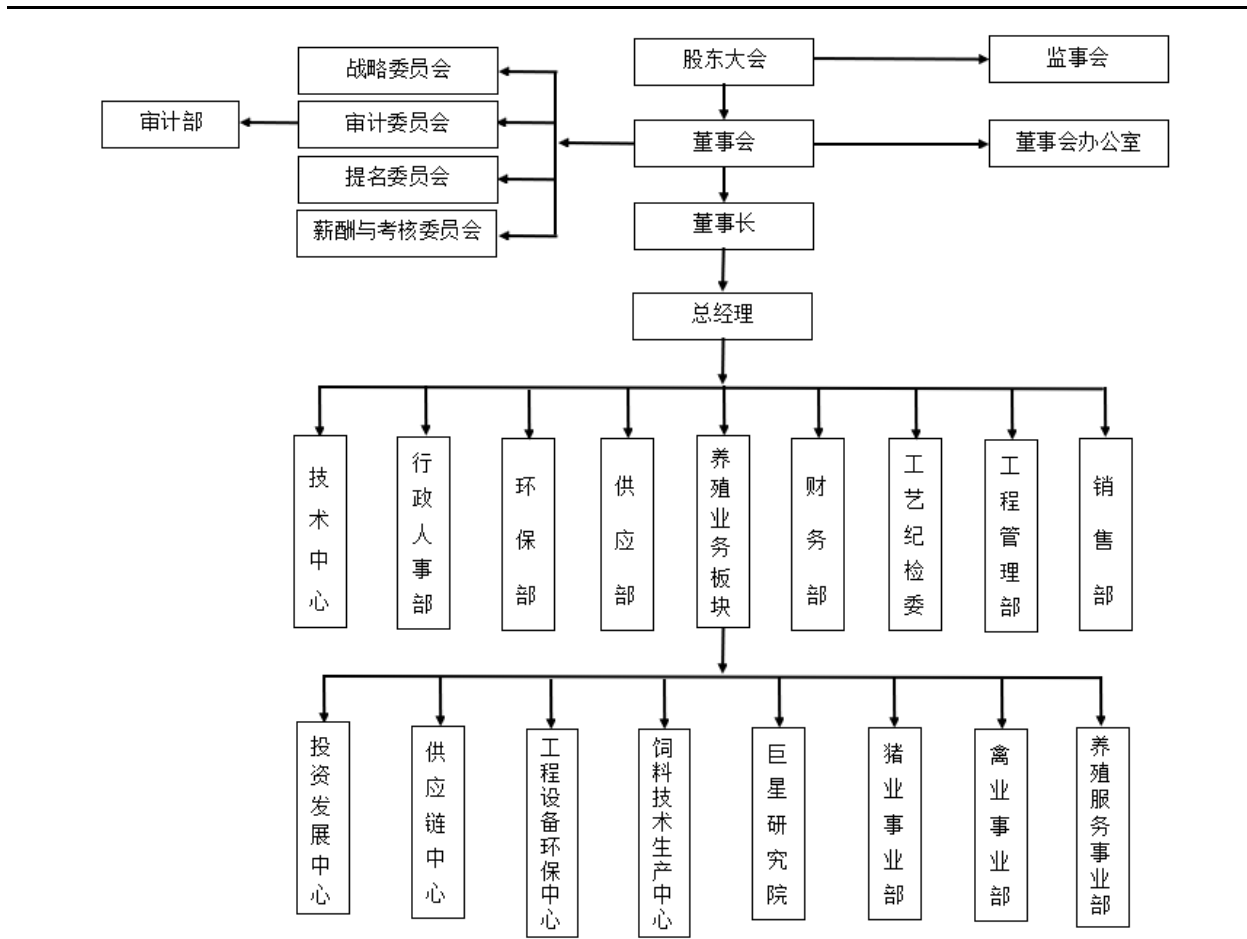 战略委员会
股东大会
监事会
审计部
审计委员会
董事会
董事会办公室
提名委员会
薪酬与考核委员会
董事长
总经理
技术中心
行政人事部
环保部
供应部
养殖业务板块
财务部
工艺纪检委
工程管理部
销售部
投资发展中心
供应链中心
工程设备环保中心
饲料技术生产中心
巨星研究院
猪业事业部
禽业事业部
养殖服务事业部